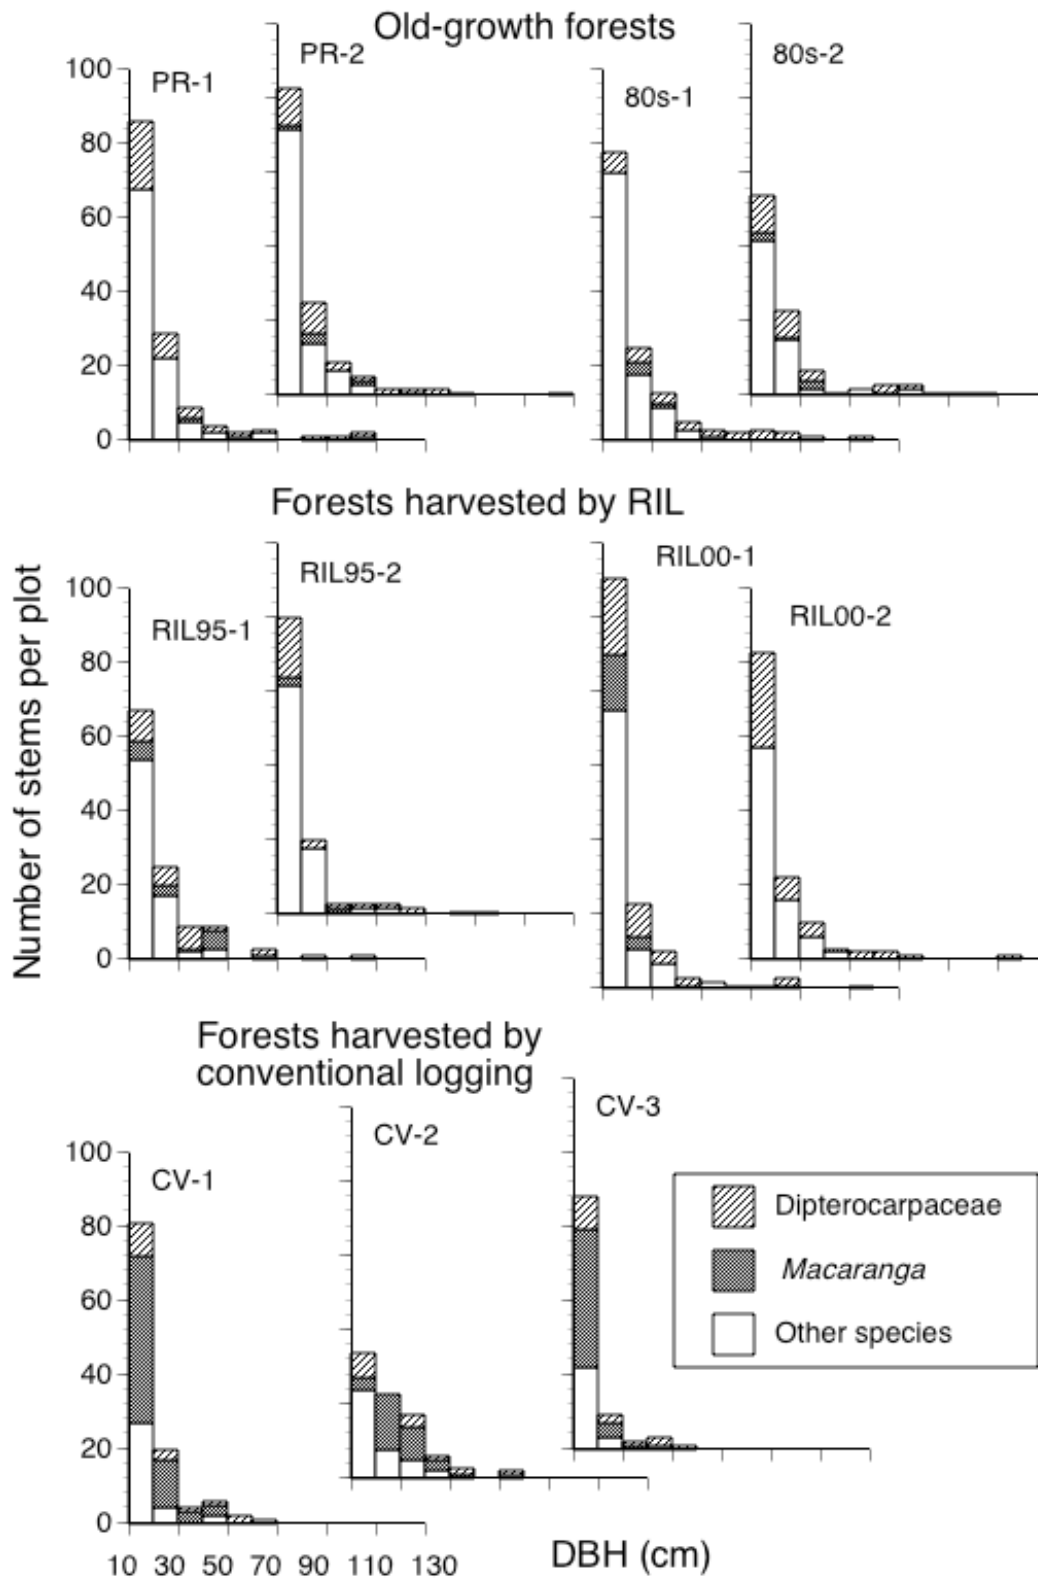 Old-growth forests
PR-1
PR-2
80s-1
80s-2
100
80
60
40
20
0
Forests harvested by RIL
RIL95-1
RIL95-2
RIL00-1
RIL00-2
100
80
60
40
20
0
Number of stems per plot
Forests harvested by
conventional logging
CV-1
CV-2
CV-3
100
80
60
40
20
0
Dipterocarpaceae
Macaranga
Other species
10 30 50 70 90 110 130
DBH (cm)